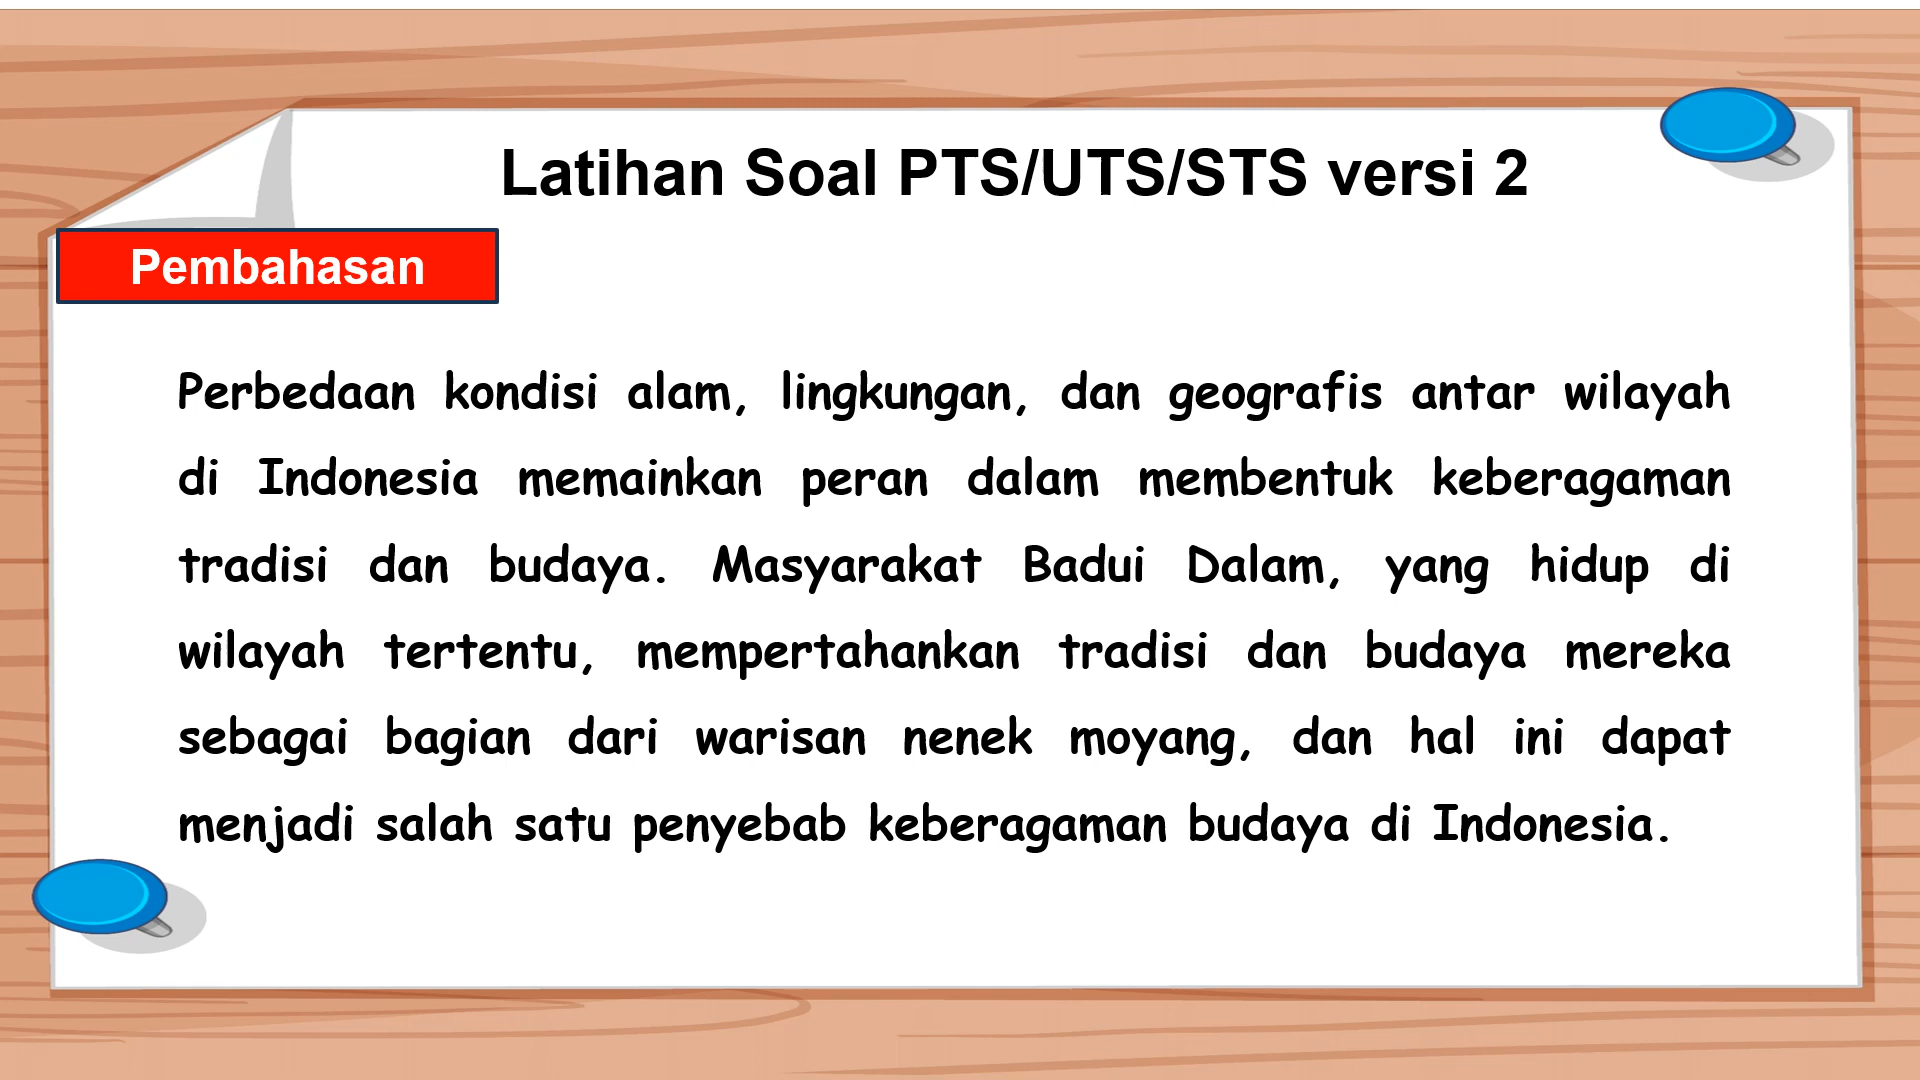 Latihan Soal PTS/UTS/STS versi 2
Pembahasan
Perbedaan kondisi alam, lingkungan, dan geografis antar wilayah
di Indonesia memainkan peran dalam membentuk keberagaman
tradisi dan budaya. Masyarakat Badui Dalam, yang hidup di
wilayah tertentu, mempertahankan tradisi dan budaya mereka
sebagai bagian dari warisan nenek moyang, dan hal ini dapat
menjadi salah satu penyebab keberagaman budaya di Indonesia.